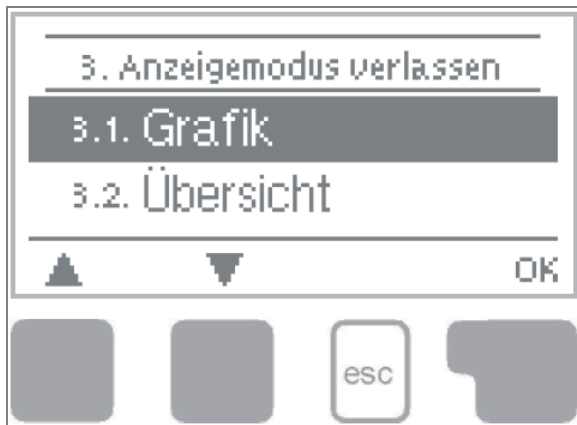 3. Anzeigemodus verlassen
3.1. Grafik
3.2. Übersicht
OK
esc